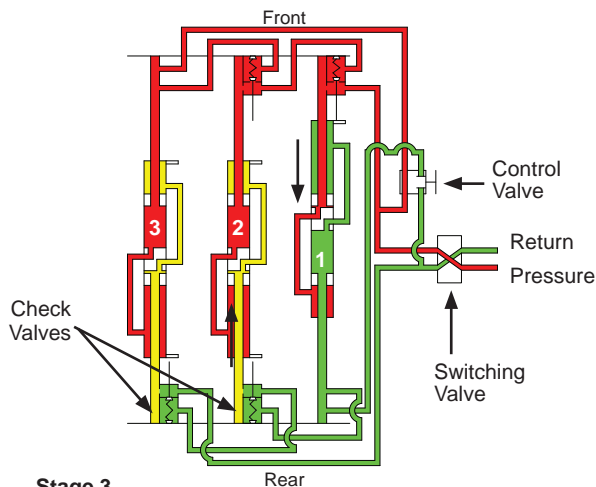 Front
3
2
1
Control
Valve
Return
Pressure
Check
Valves
Switching
Valve
Stage 3
Rear